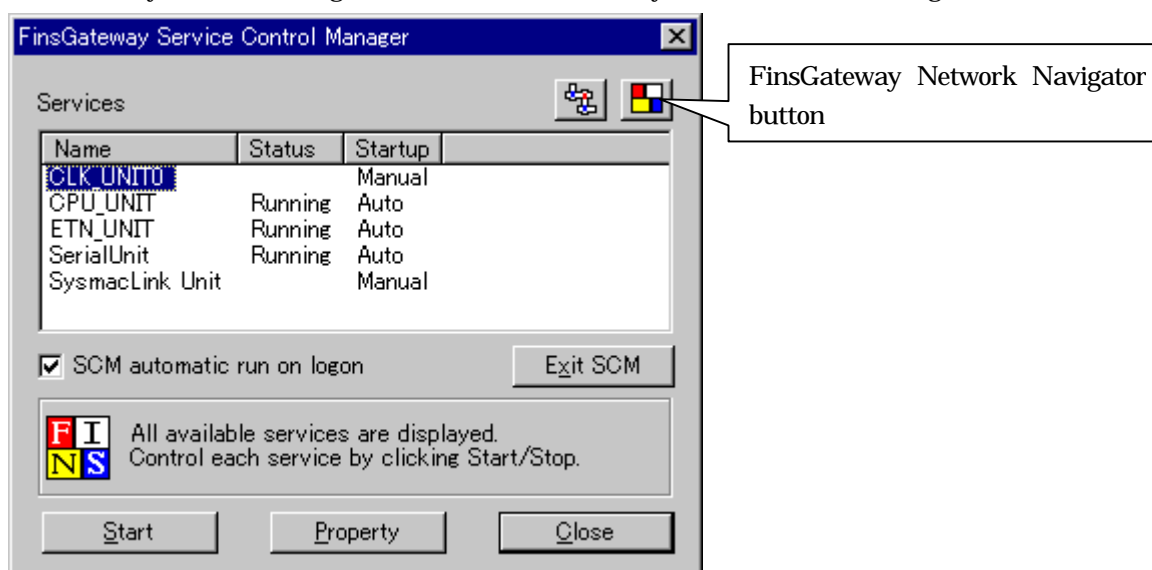 FinsGateway Service Control Manager
FinsGateway Network Navigator
button
Services
Name Status Startup
CLK_UNIT0 Manual
CPU_UNIT Running Auto
ETN_UNIT Running Auto
SerialUnit Running Auto
SysmacLink Unit Manual
SCM automatic run on logon
Exit SCM
F I
N S
All available services are displayed.
Control each service by clicking Start/Stop.
Start Property Close